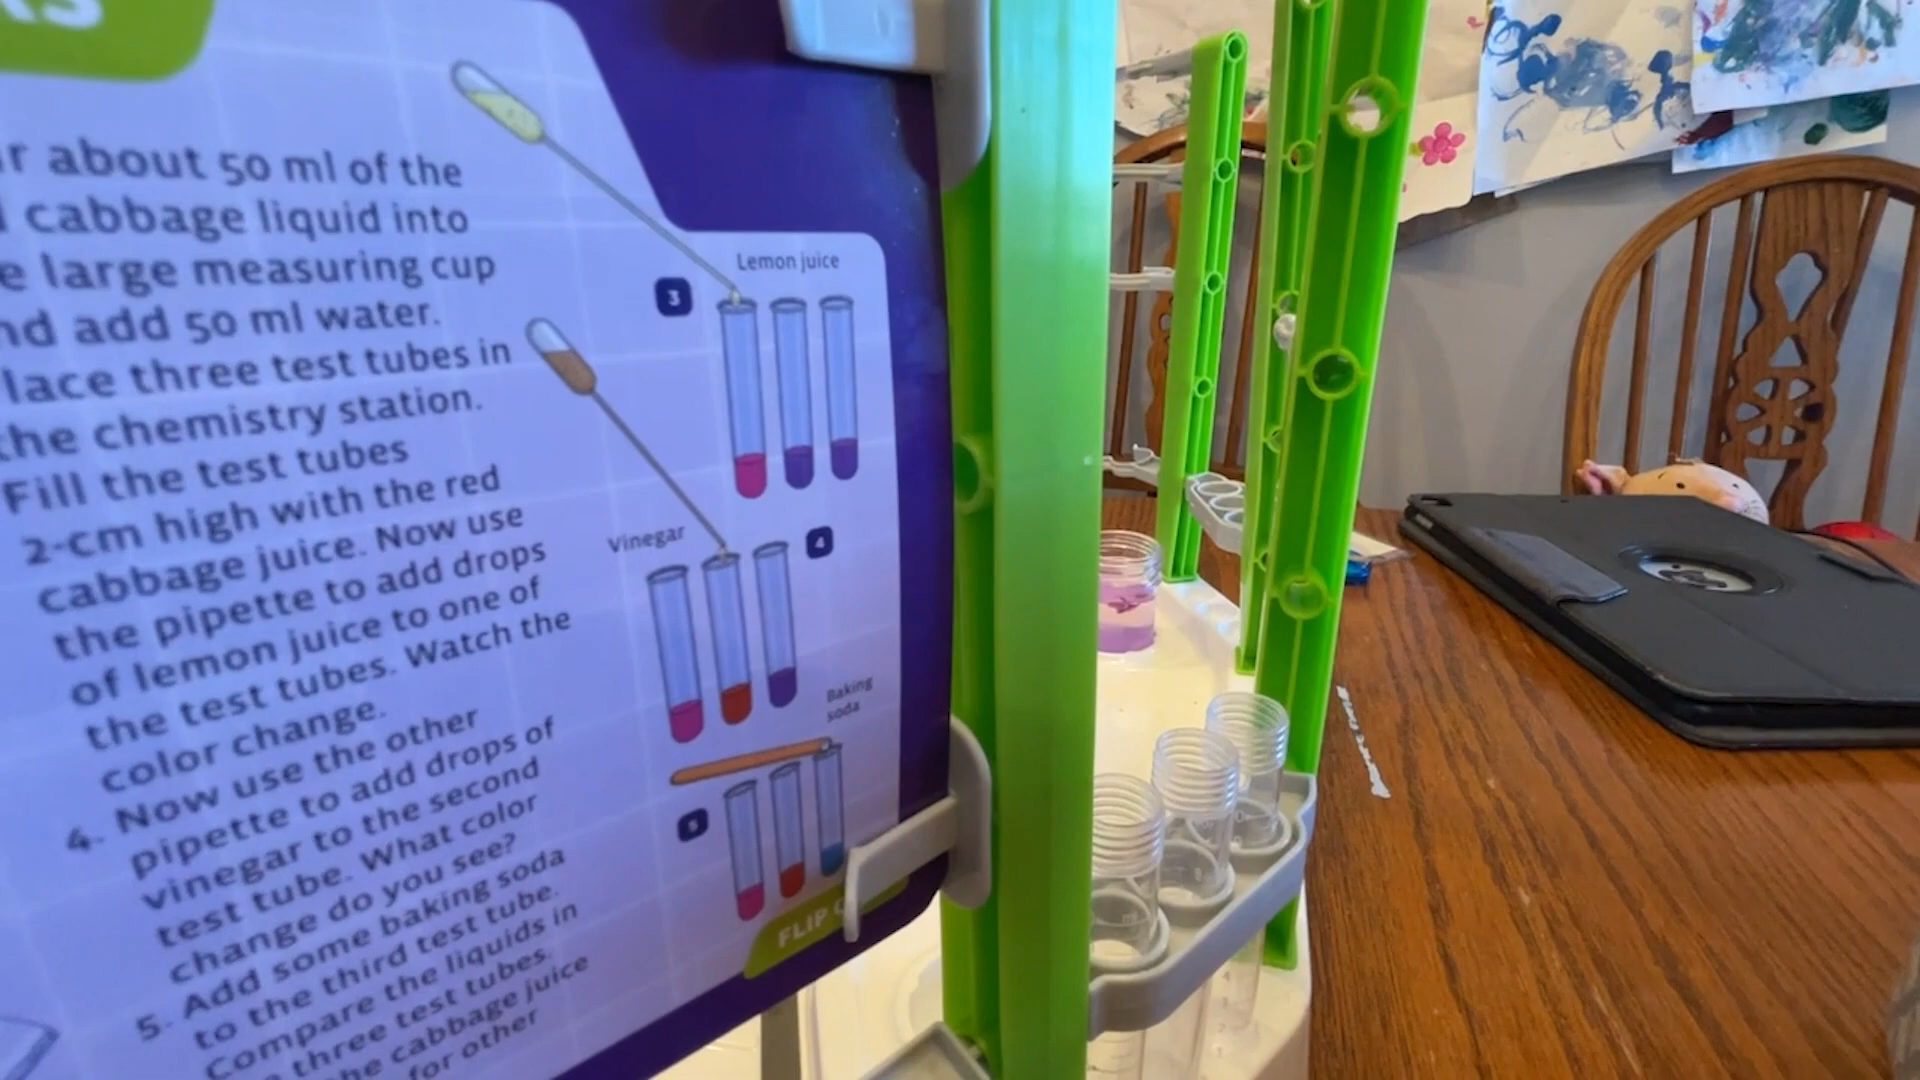 about 50 ml of the
cabbage liquid into
large measuring cup
add 50 ml water.
three test tubes in
the chemistry station.
Fill the test tubes
2-cm high with the red
cabbage juice. Now use
the pipette to add drops
of lemon juice to one of
the test tubes. Watch the
color change.
4. Now use the other
pipette to add drops of
vinegar to the second
test tube. What color
change do you see?
5. Add some baking soda
to the third test tube.
Compare the liquids in
three test tubes.
cabbage juice
for other
3
Lemon juice
Vinegar
4
Baking
soda
5
FLIP